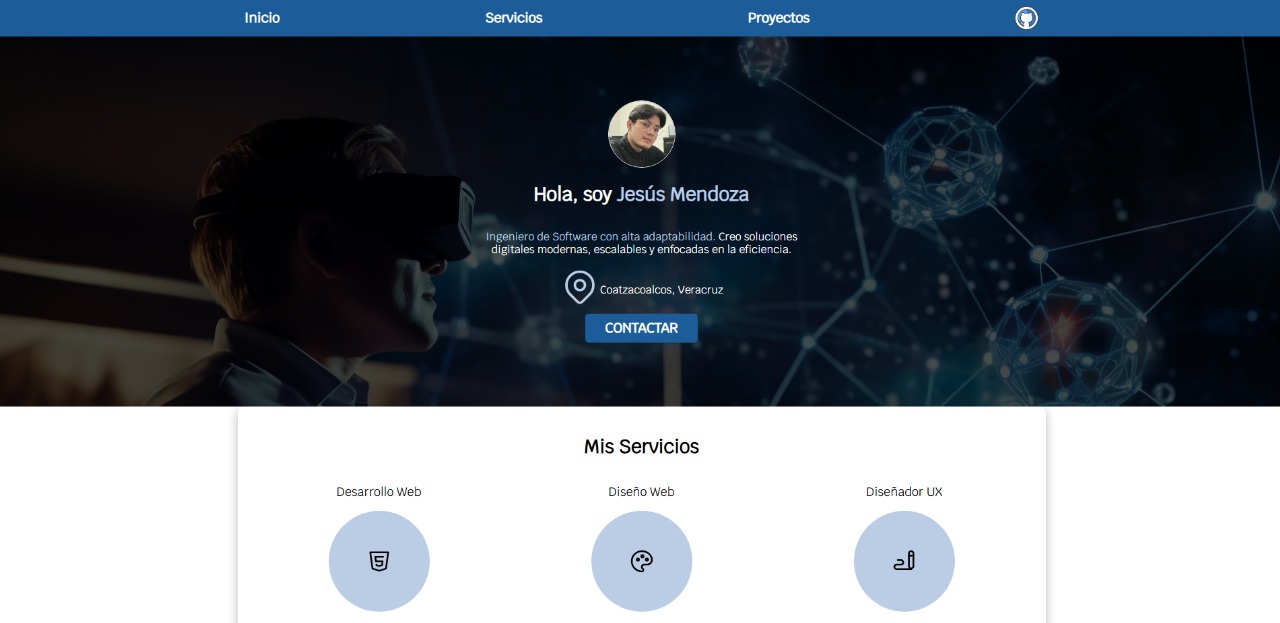 Inicio
Servicios
Proyectos
Hola, soy Jesús Mendoza
Ingeniero de Software con alta adaptabilidad. Creo soluciones
digitales modernas, escalables y enfocadas en la eficiencia.
Coatzacoalcos, Veracruz
CONTACTAR
Mis Servicios
Desarrollo Web
Diseño Web
Diseñador UX
5